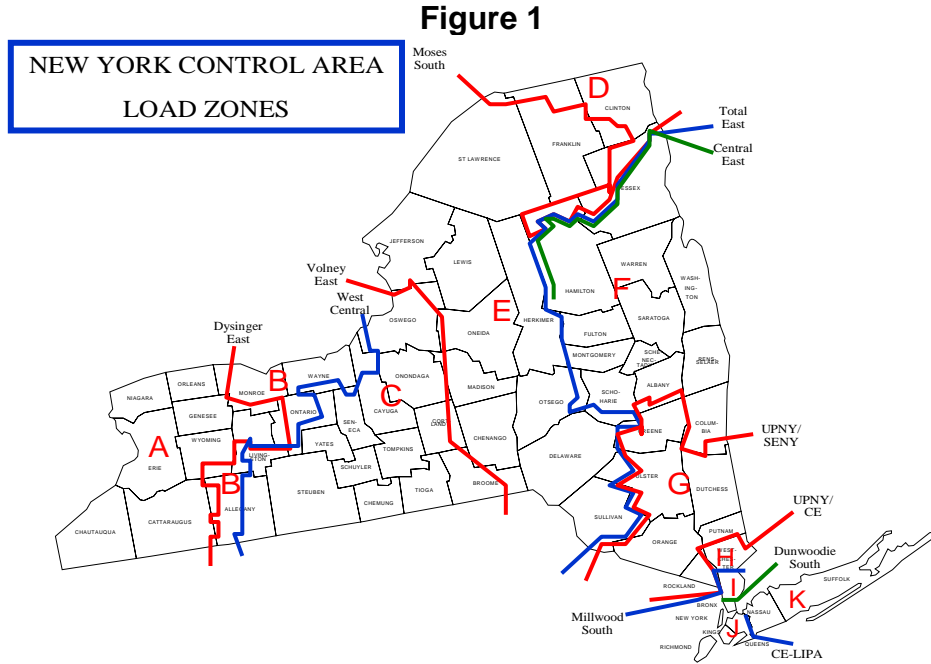 Figure 1
NEW YORK CONTROL AREA
LOAD ZONES
Moses
South
D
CLINTON
Total
East
Central
East
FRANKLIN
ST LAWRENCE
ESSEX
JEFFERSON
LEWIS
WARREN
WASH-
ING-
TON
Volney
East
West
Central
HAMILTON
F
E
OSWEGO
HERKIMER
SARATOGA
ONEIDA
FULTON
Dysinger
East
MONTGOMERY
SCHE
NEC-
TADY
RENS
SELAER
WAYNE
ONONDAGA
B
ORLEANS
MONROE
NIAGARA
MADISON
ALBANY
C
CAYUGA
OTSEGO
SCHO-
HARIE
GENESEE
ONTARIO
SEN-
ECA
CORT
LAND
COLUM-
BIA
A
WYOMING
CHENANGO
GREENE
UPNY/
SENY
YATES
TOMPKINS
LIVING-
STON
ERIE
DELAWARE
SCHUYLER
B
STEUBEN
TIOGA
BROOME
ULSTER
G
DUTCHESS
CHEMUNG
ALLEGANY
UPNY/
CE
CATTARAUGUS
CHAUTAUQUA
SULLIVAN
ORANGE
PUTNAM
WEST-
CHES-
TER
H
Dunwoodie
South
SUFFOLK
ROCKLAND
I
K
BRONX
NASSAU
Millwood
South
NEW YORK
KINGS
J
QUEENS
RICHMOND
CE-LIPA